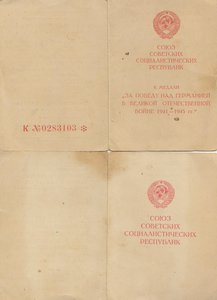 СОЮЗ
СОВЕТСКИХ
СОЦИАЛИСТИЧЕСКИХ
РЕСПУБЛИК
К МЕДАЛИ
„ЗА ПОБЕДУ НАД ГЕРМАНИЕЙ
В ВЕЛИКОЙ ОТЕЧЕСТВЕННОЙ
ВОЙНЕ 1941–1945 гг.“
К №0283103
СОЮЗ
СОВЕТСКИХ
СОЦИАЛИСТИЧЕСКИХ
РЕСПУБЛИК